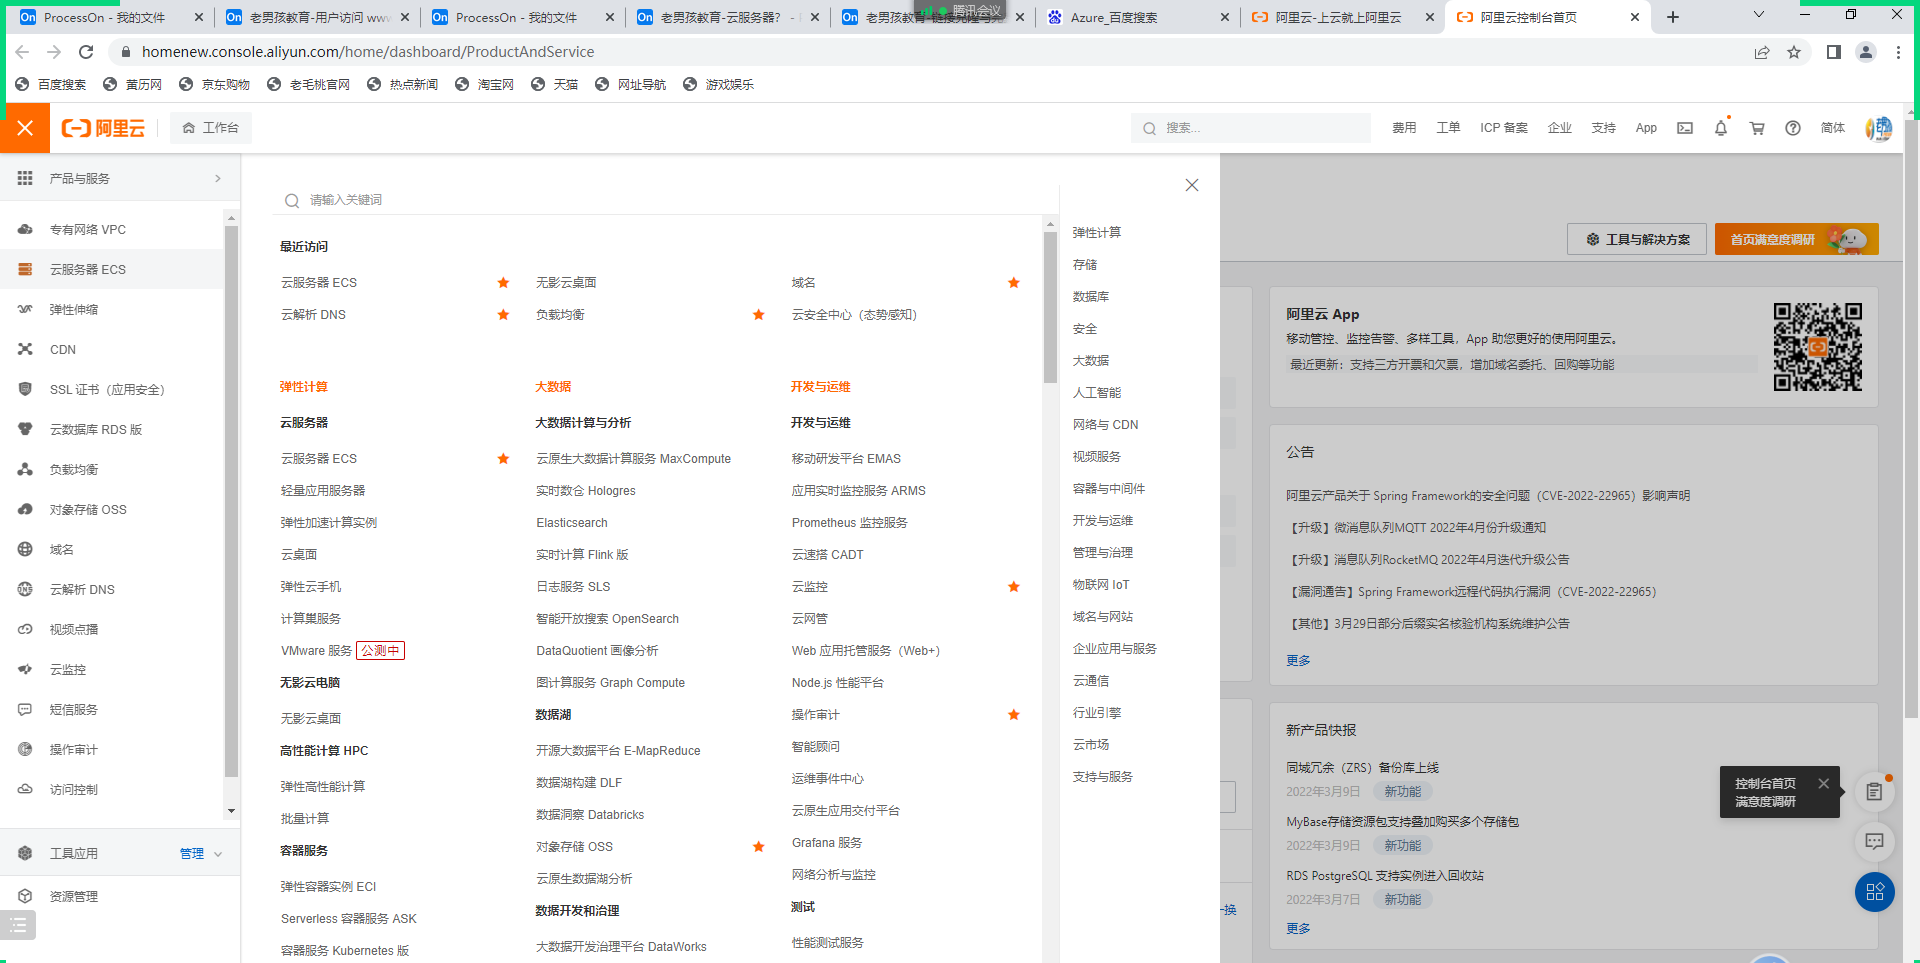 On ProcessOn - 我的文件
On 老男孩教育-用户访问 www
On ProcessOn - 我的文件
On 老男孩教育-云服务器？ -
On
腾讯会议
Azure_百度搜索
阿里云-上云就上阿里云
阿里云控制台首页
homenew.console.aliyun.com/home/dashboard/ProductAndService
百度搜索 黄历网 京东购物 老毛桃官网 热点新闻 淘宝网 天猫 网址导航 游戏娱乐
阿里云 工作台 搜索... 费用 工单 ICP 备案 企业 支持 App 简体
产品与服务
专有网络 VPC
云服务器 ECS
弹性伸缩
CDN
SSL 证书（应用安全）
云数据库 RDS 版
负载均衡
对象存储 OSS
域名
云解析 DNS
视频点播
云监控
短信服务
操作审计
访问控制
工具应用 管理
资源管理
请输入关键词
最近访问
云服务器 ECS 无影云桌面 域名
云解析 DNS 负载均衡 云安全中心（态势感知）
弹性计算
云服务器
云服务器 ECS
轻量应用服务器
弹性加速计算实例
云桌面
弹性云手机
计算巢服务
VMware 服务 公测中
无影云电脑
无影云桌面
高性能计算 HPC
弹性高性能计算
批量计算
容器服务
弹性容器实例 ECI
Serverless 容器服务 ASK
容器服务 Kubernetes 版
大数据
大数据计算与分析
云原生大数据计算服务 MaxCompute
实时数仓 Hologres
Elasticsearch
实时计算 Flink 版
日志服务 SLS
智能开放搜索 OpenSearch
DataQuotient 画像分析
图计算服务 Graph Compute
数据湖
开源大数据平台 E-MapReduce
数据湖构建 DLF
数据洞察 Databricks
对象存储 OSS
云原生数据湖分析
数据开发和治理
大数据开发治理平台 DataWorks
开发与运维
开发与运维
移动研发平台 EMAS
应用实时监控服务 ARMS
Prometheus 监控服务
云速搭 CADT
云监控
云网管
Web 应用托管服务（Web+）
Node.js 性能平台
操作审计
智能顾问
运维事件中心
云原生应用交付平台
Grafana 服务
网络分析与监控
测试
性能测试服务
弹性计算
存储
数据库
安全
大数据
人工智能
网络与 CDN
视频服务
容器与中间件
开发与运维
管理与治理
物联网 IoT
域名与网站
企业应用与服务
云通信
行业引擎
云市场
支持与服务
工具与解决方案 首页满意度调研
阿里云 App
移动管控、监控告警、多样工具，App 助您更好的使用阿里云。
最近更新：支持三方开票和欠票，增加域名委托、回购等功能
公告
阿里云产品关于 Spring Framework的安全问题（CVE-2022-22965）影响声明
【升级】微消息队列MQTT 2022年4月份升级通知
【升级】消息队列RocketMQ 2022年4月迭代升级公告
【漏洞通告】Spring Framework远程代码执行漏洞（CVE-2022-22965）
【其他】3月29日部分后缀实名核验机构系统维护公告
更多
新产品快报
同城冗余（ZRS）备份库上线
2022年3月9日 新功能
MyBase存储资源包支持叠加购买多个存储包
2022年3月9日 新功能
RDS PostgreSQL 支持实例进入回收站
2022年3月7日 新功能
更多
控制台首页
满意度调研
换